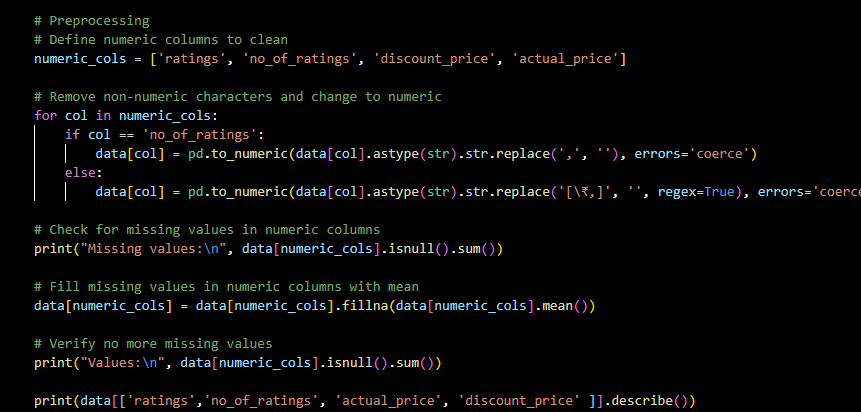 # Preprocessing
# Define numeric columns to clean
numeric_cols = ['ratings', 'no_of_ratings', 'discount_price', 'actual_price']
# Remove non-numeric characters and change to numeric
for col in numeric_cols:
if col == 'no_of_ratings':
data[col] = pd.to_numeric(data[col].astype(str).str.replace(',', ''), errors='coerce')
else:
data[col] = pd.to_numeric(data[col].astype(str).str.replace('[\₹,]', '', regex=True), errors='coerce
# Check for missing values in numeric columns
print("Missing values:\n", data[numeric_cols].isnull().sum())
# Fill missing values in numeric columns with mean
data[numeric_cols] = data[numeric_cols].fillna(data[numeric_cols].mean())
# Verify no more missing values
print("Values:\n", data[numeric_cols].isnull().sum())
print(data[['ratings','no_of_ratings', 'actual_price', 'discount_price' ]].describe())